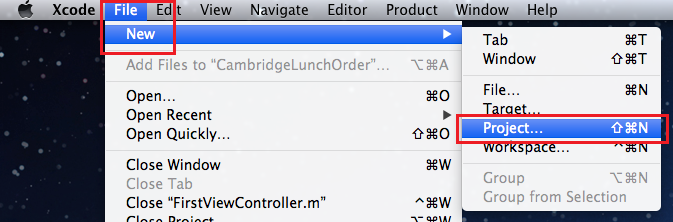 Xcode File Edit View Navigate Editor Product Window Help
New
Add Files to “CambridgeLunchOrder”… ⌥⌘A
Open… ⌘O
Open Recent
Open Quickly… ⇧⌘O
Close Window ⌘W
Close Tab
Close “FirstViewController.m” ^⌘W
Close Project ⌥⌘W
Tab ⌘T
Window ⇧⌘T
File… ⌘N
Target…
Project… ⇧⌘N
Workspace… ^⌘N
Group ⌥⌘N
Group from Selection